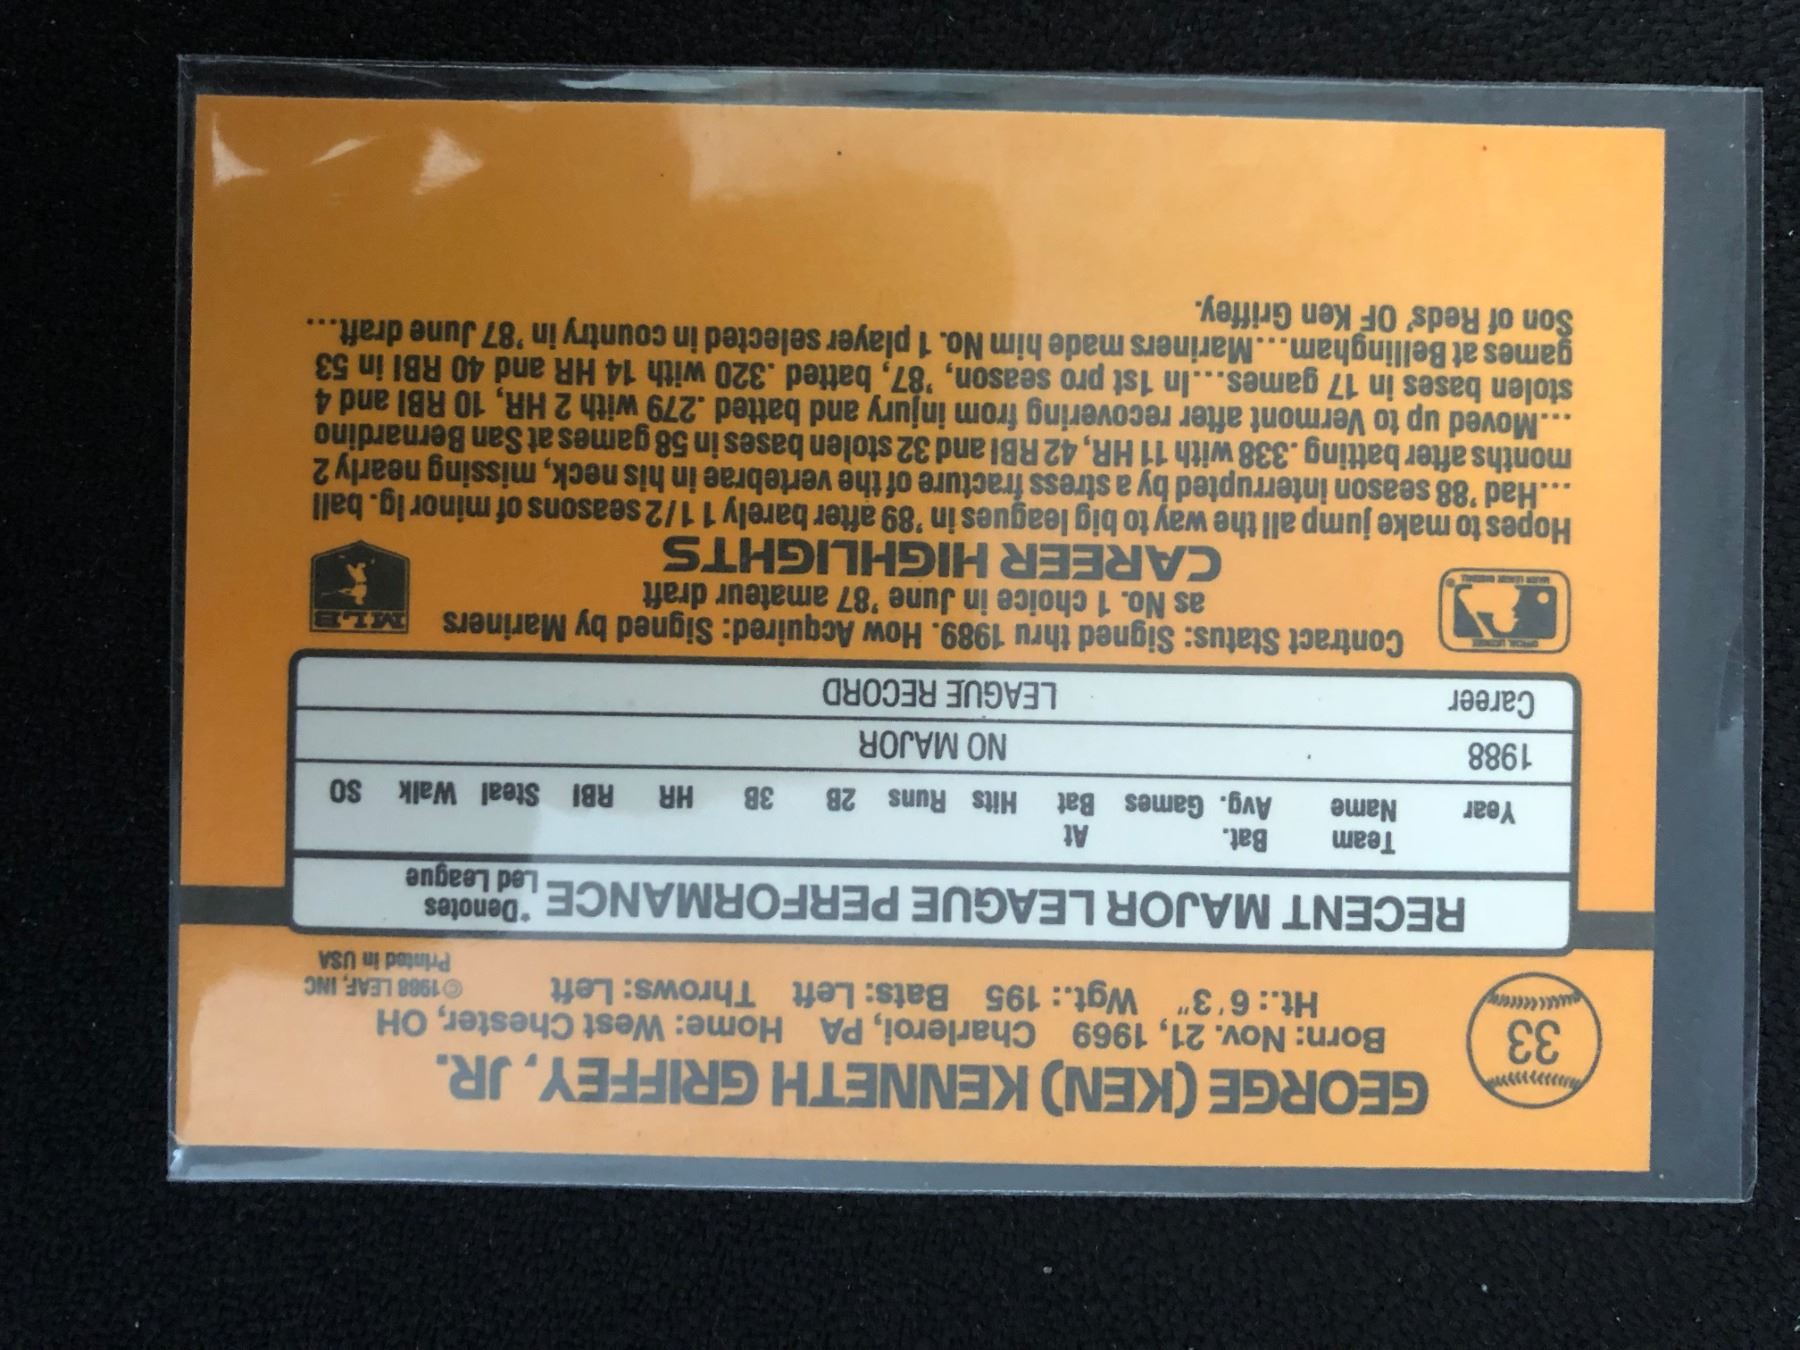 33
GEORGE (KEN) KENNETH GRIFFEY, JR.
Born: Nov. 21, 1969 Charleroi, PA Home: West Chester, OH
Ht.: 6'3" Wgt.: 195 Bats: Left Throws: Left
© 1988 LEAF, INC
Printed in USA
RECENT MAJOR LEAGUE PERFORMANCE *Denotes Led League
Year Team Name Bat. Avg. Games At Bat Hits Runs 2B 3B HR RBI Steal Walk SO
1988 NO MAJOR
Career LEAGUE RECORD
OFFICIAL LICENSEE
MAJOR LEAGUE BASEBALL
Contract Status: Signed thru 1989. How Acquired: Signed by Mariners
as No. 1 choice in June '87 amateur draft
MLB
CAREER HIGHLIGHTS
Hopes to make jump all the way to big leagues in '89 after barely 1 1/2 seasons of minor lg. ball
...Had '88 season interrupted by a stress fracture of the vertebrae in his neck, missing nearly 2
months after batting .338 with 11 HR, 42 RBI and 32 stolen bases in 58 games at San Bernardino
...Moved up to Vermont after recovering from injury and batted .279 with 2 HR, 10 RBI and 4
stolen bases in 17 games...In 1st pro season, '87, batted .320 with 14 HR and 40 RBI in 53
games at Bellingham...Mariners made him No. 1 player selected in country in '87 June draft...
Son of Reds' OF Ken Griffey.